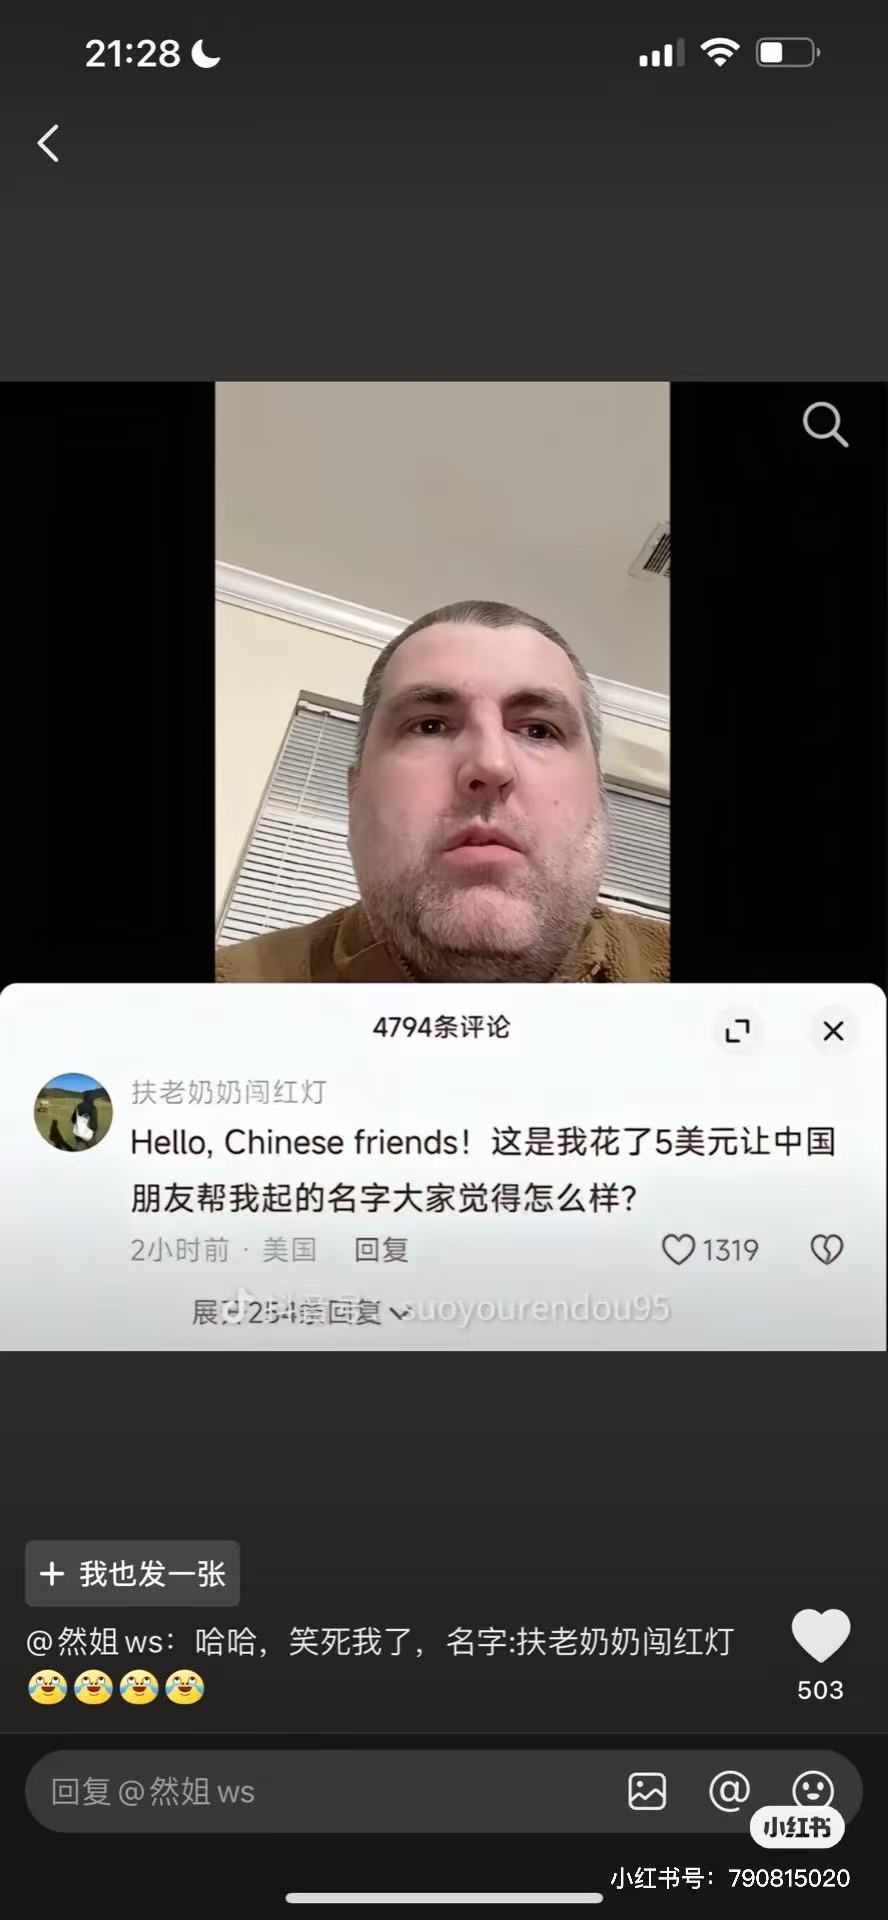 21:28
4794条评论
扶老奶奶闯红灯
Hello, Chinese friends！这是我花了5美元让中国
朋友帮我起的名字大家觉得怎么样？
2小时前 · 美国 回复 1319
展开254条回复
suoyourendou95
+ 我也发一张
@然姐ws：哈哈，笑死我了，名字:扶老奶奶闯红灯
503
回复@然姐ws
小红书
小红书号：790815020